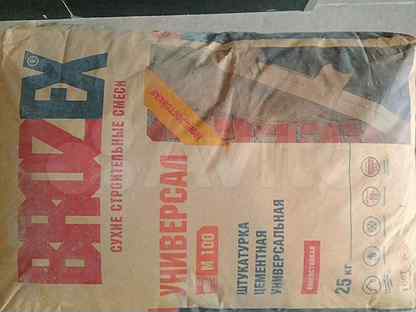 BROZEX®
СУХИЕ СТРОИТЕЛЬНЫЕ СМЕСИ
УНИВЕРСАЛ
М 100
ШТУКАТУРКА
ЦЕМЕНТНАЯ
УНИВЕРСАЛЬНАЯ
25 кг